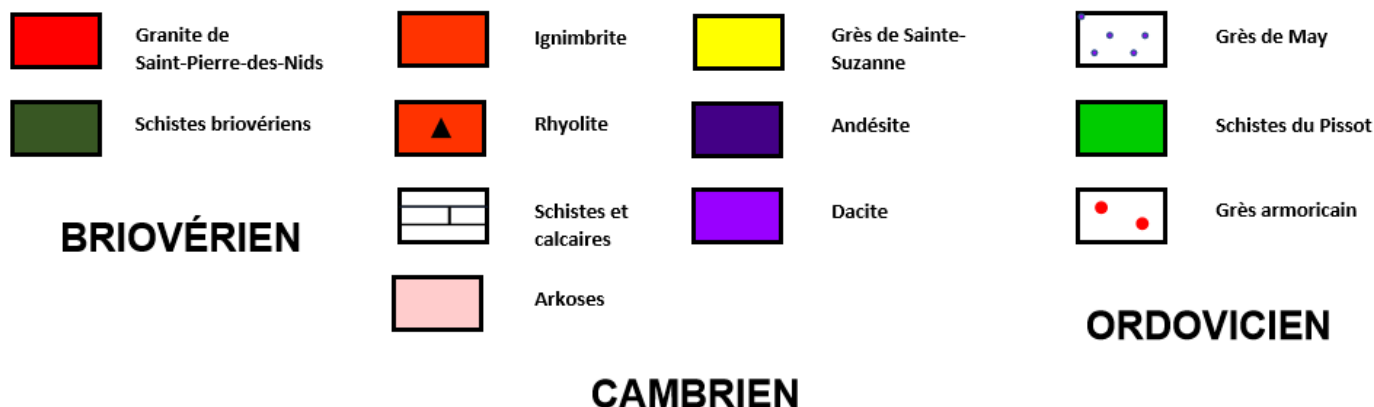 Granite de
Saint-Pierre-des-Nids
Schistes briovériens
BRIOVÉRIEN
Ignimbrite
Rhyolite
Schistes et
calcaires
Arkoses
Grès de Sainte-
Suzanne
Andésite
Dacite
CAMBRIEN
Grès de May
Schistes du Pissot
Grès armoricain
ORDOVICIEN